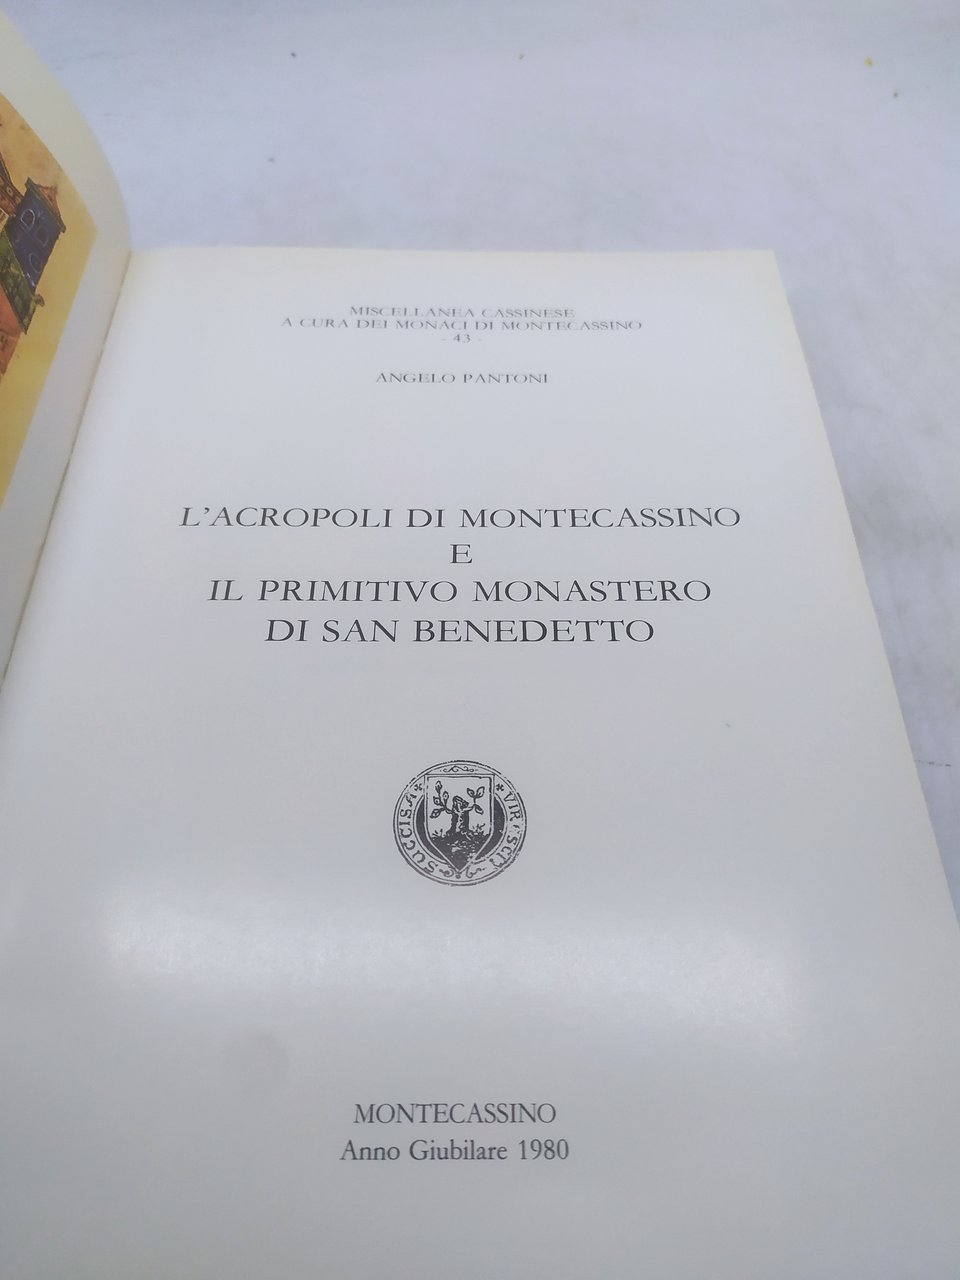 MISCELLANEA CASSINESE
A CURA DEI MONACI DI MONTECASSINO
- 43 -
ANGELO PANTONI
L'ACROPOLI DI MONTECASSINO
E
IL PRIMITIVO MONASTERO
DI SAN BENEDETTO
SUCCISA VIRESCIT
MONTECASSINO
Anno Giubilare 1980